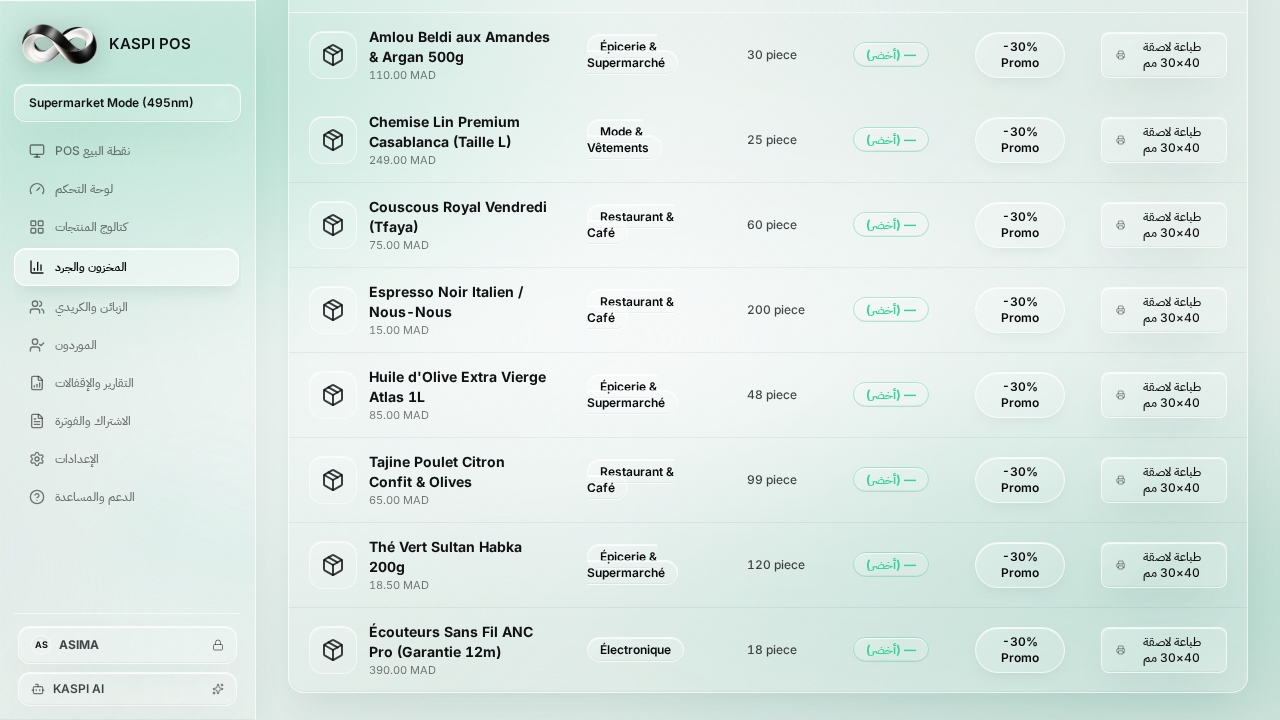 KASPI POS
Supermarket Mode (495nm)
نقطة البيع POS
لوحة التحكم
كتالوج المنتجات
المخزون والجرد
الزبائن والكريدي
الموردون
التقارير والإقفالات
الاشتراك والفوترة
الإعدادات
الدعم والمساعدة
AS ASIMA
KASPI AI
Amlou Beldi aux Amandes
& Argan 500g
110.00 MAD
Épicerie &
Supermarché
30 piece
— (أخضر)
-30%
Promo
طباعة لاصقة
40×30 مم
Chemise Lin Premium
Casablanca (Taille L)
249.00 MAD
Mode &
Vêtements
25 piece
— (أخضر)
-30%
Promo
طباعة لاصقة
40×30 مم
Couscous Royal Vendredi
(Tfaya)
75.00 MAD
Restaurant &
Café
60 piece
— (أخضر)
-30%
Promo
طباعة لاصقة
40×30 مم
Espresso Noir Italien /
Nous-Nous
15.00 MAD
Restaurant &
Café
200 piece
— (أخضر)
-30%
Promo
طباعة لاصقة
40×30 مم
Huile d'Olive Extra Vierge
Atlas 1L
85.00 MAD
Épicerie &
Supermarché
48 piece
— (أخضر)
-30%
Promo
طباعة لاصقة
40×30 مم
Tajine Poulet Citron
Confit & Olives
65.00 MAD
Restaurant &
Café
99 piece
— (أخضر)
-30%
Promo
طباعة لاصقة
40×30 مم
Thé Vert Sultan Habka
200g
18.50 MAD
Épicerie &
Supermarché
120 piece
— (أخضر)
-30%
Promo
طباعة لاصقة
40×30 مم
Écouteurs Sans Fil ANC
Pro (Garantie 12m)
390.00 MAD
Électronique
18 piece
— (أخضر)
-30%
Promo
طباعة لاصقة
40×30 مم